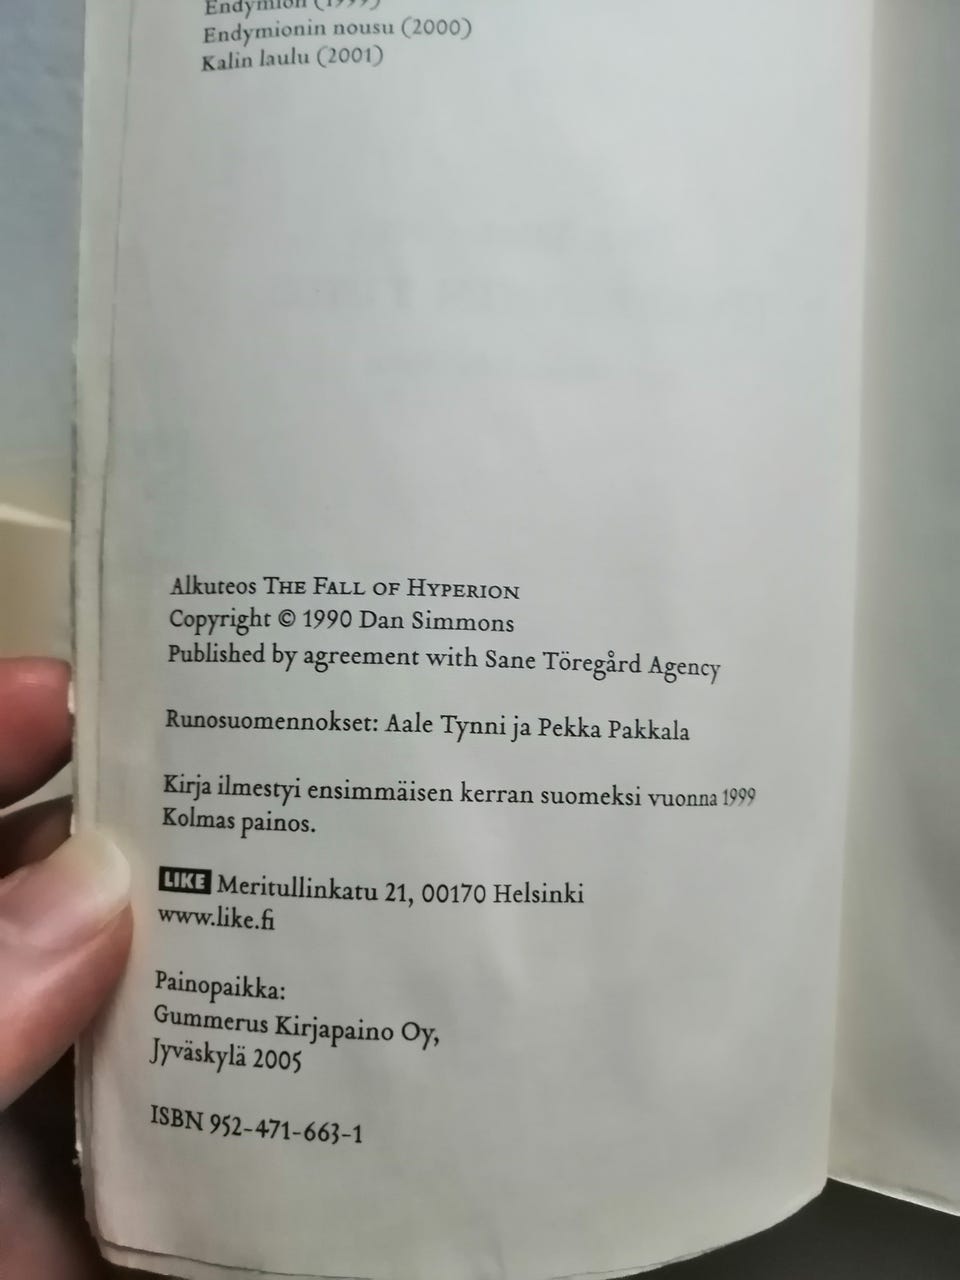 Endymion (1999)
Endymionin nousu (2000)
Kalin laulu (2001)
Alkuteos THE FALL OF HYPERION
Copyright © 1990 Dan Simmons
Published by agreement with Sane Töregård Agency
Runosuomennokset: Aale Tynni ja Pekka Pakkala
Kirja ilmestyi ensimmäisen kerran suomeksi vuonna 1999
Kolmas painos.
LIKE Meritullinkatu 21, 00170 Helsinki
www.like.fi
Painopaikka:
Gummerus Kirjapaino Oy,
Jyväskylä 2005
ISBN 952-471-663-1